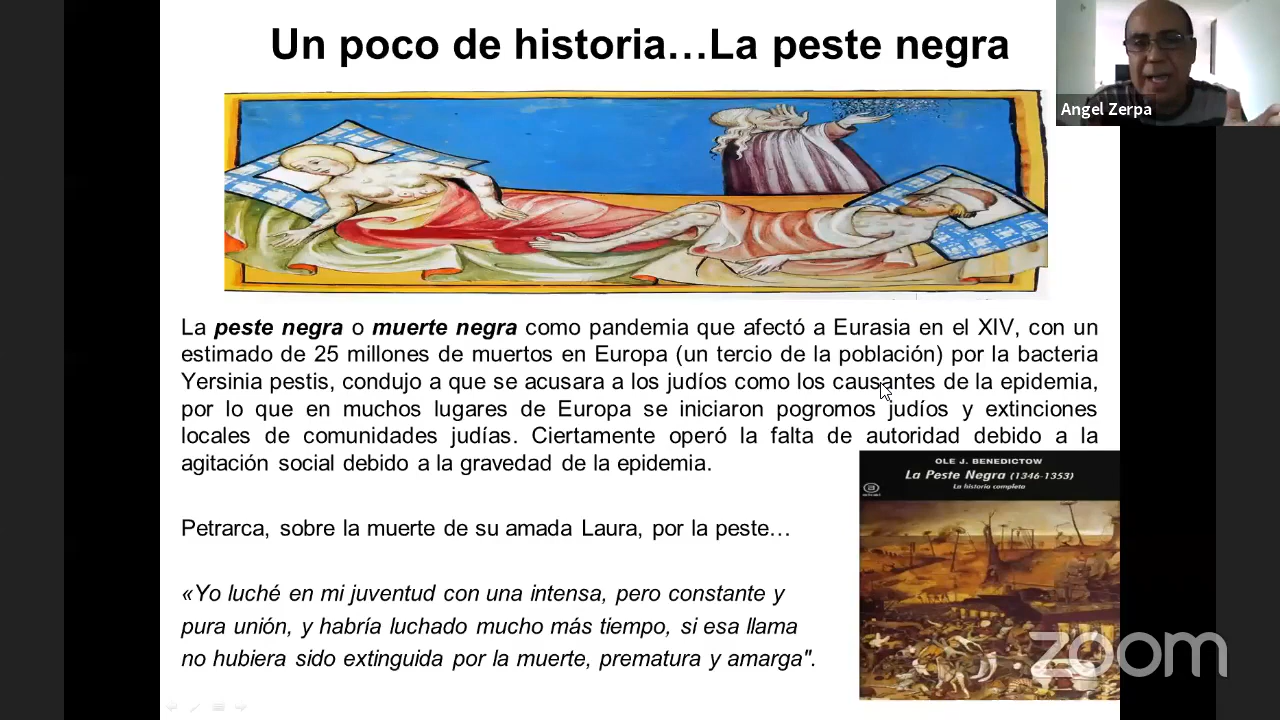 Un poco de historia…La peste negra
Angel Zerpa
La peste negra o muerte negra como pandemia que afectó a Eurasia en el XIV, con un
estimado de 25 millones de muertos en Europa (un tercio de la población) por la bacteria
Yersinia pestis, condujo a que se acusara a los judíos como los causantes de la epidemia,
por lo que en muchos lugares de Europa se iniciaron pogromos judíos y extinciones
locales de comunidades judías. Ciertamente operó la falta de autoridad debido a la
agitación social debido a la gravedad de la epidemia.
OLE J. BENEDICTOW
La Peste Negra (1346-1353)
La historia completa
Petrarca, sobre la muerte de su amada Laura, por la peste…
«Yo luché en mi juventud con una intensa, pero constante y
pura unión, y habría luchado mucho más tiempo, si esa llama
no hubiera sido extinguida por la muerte, prematura y amarga".
zoom